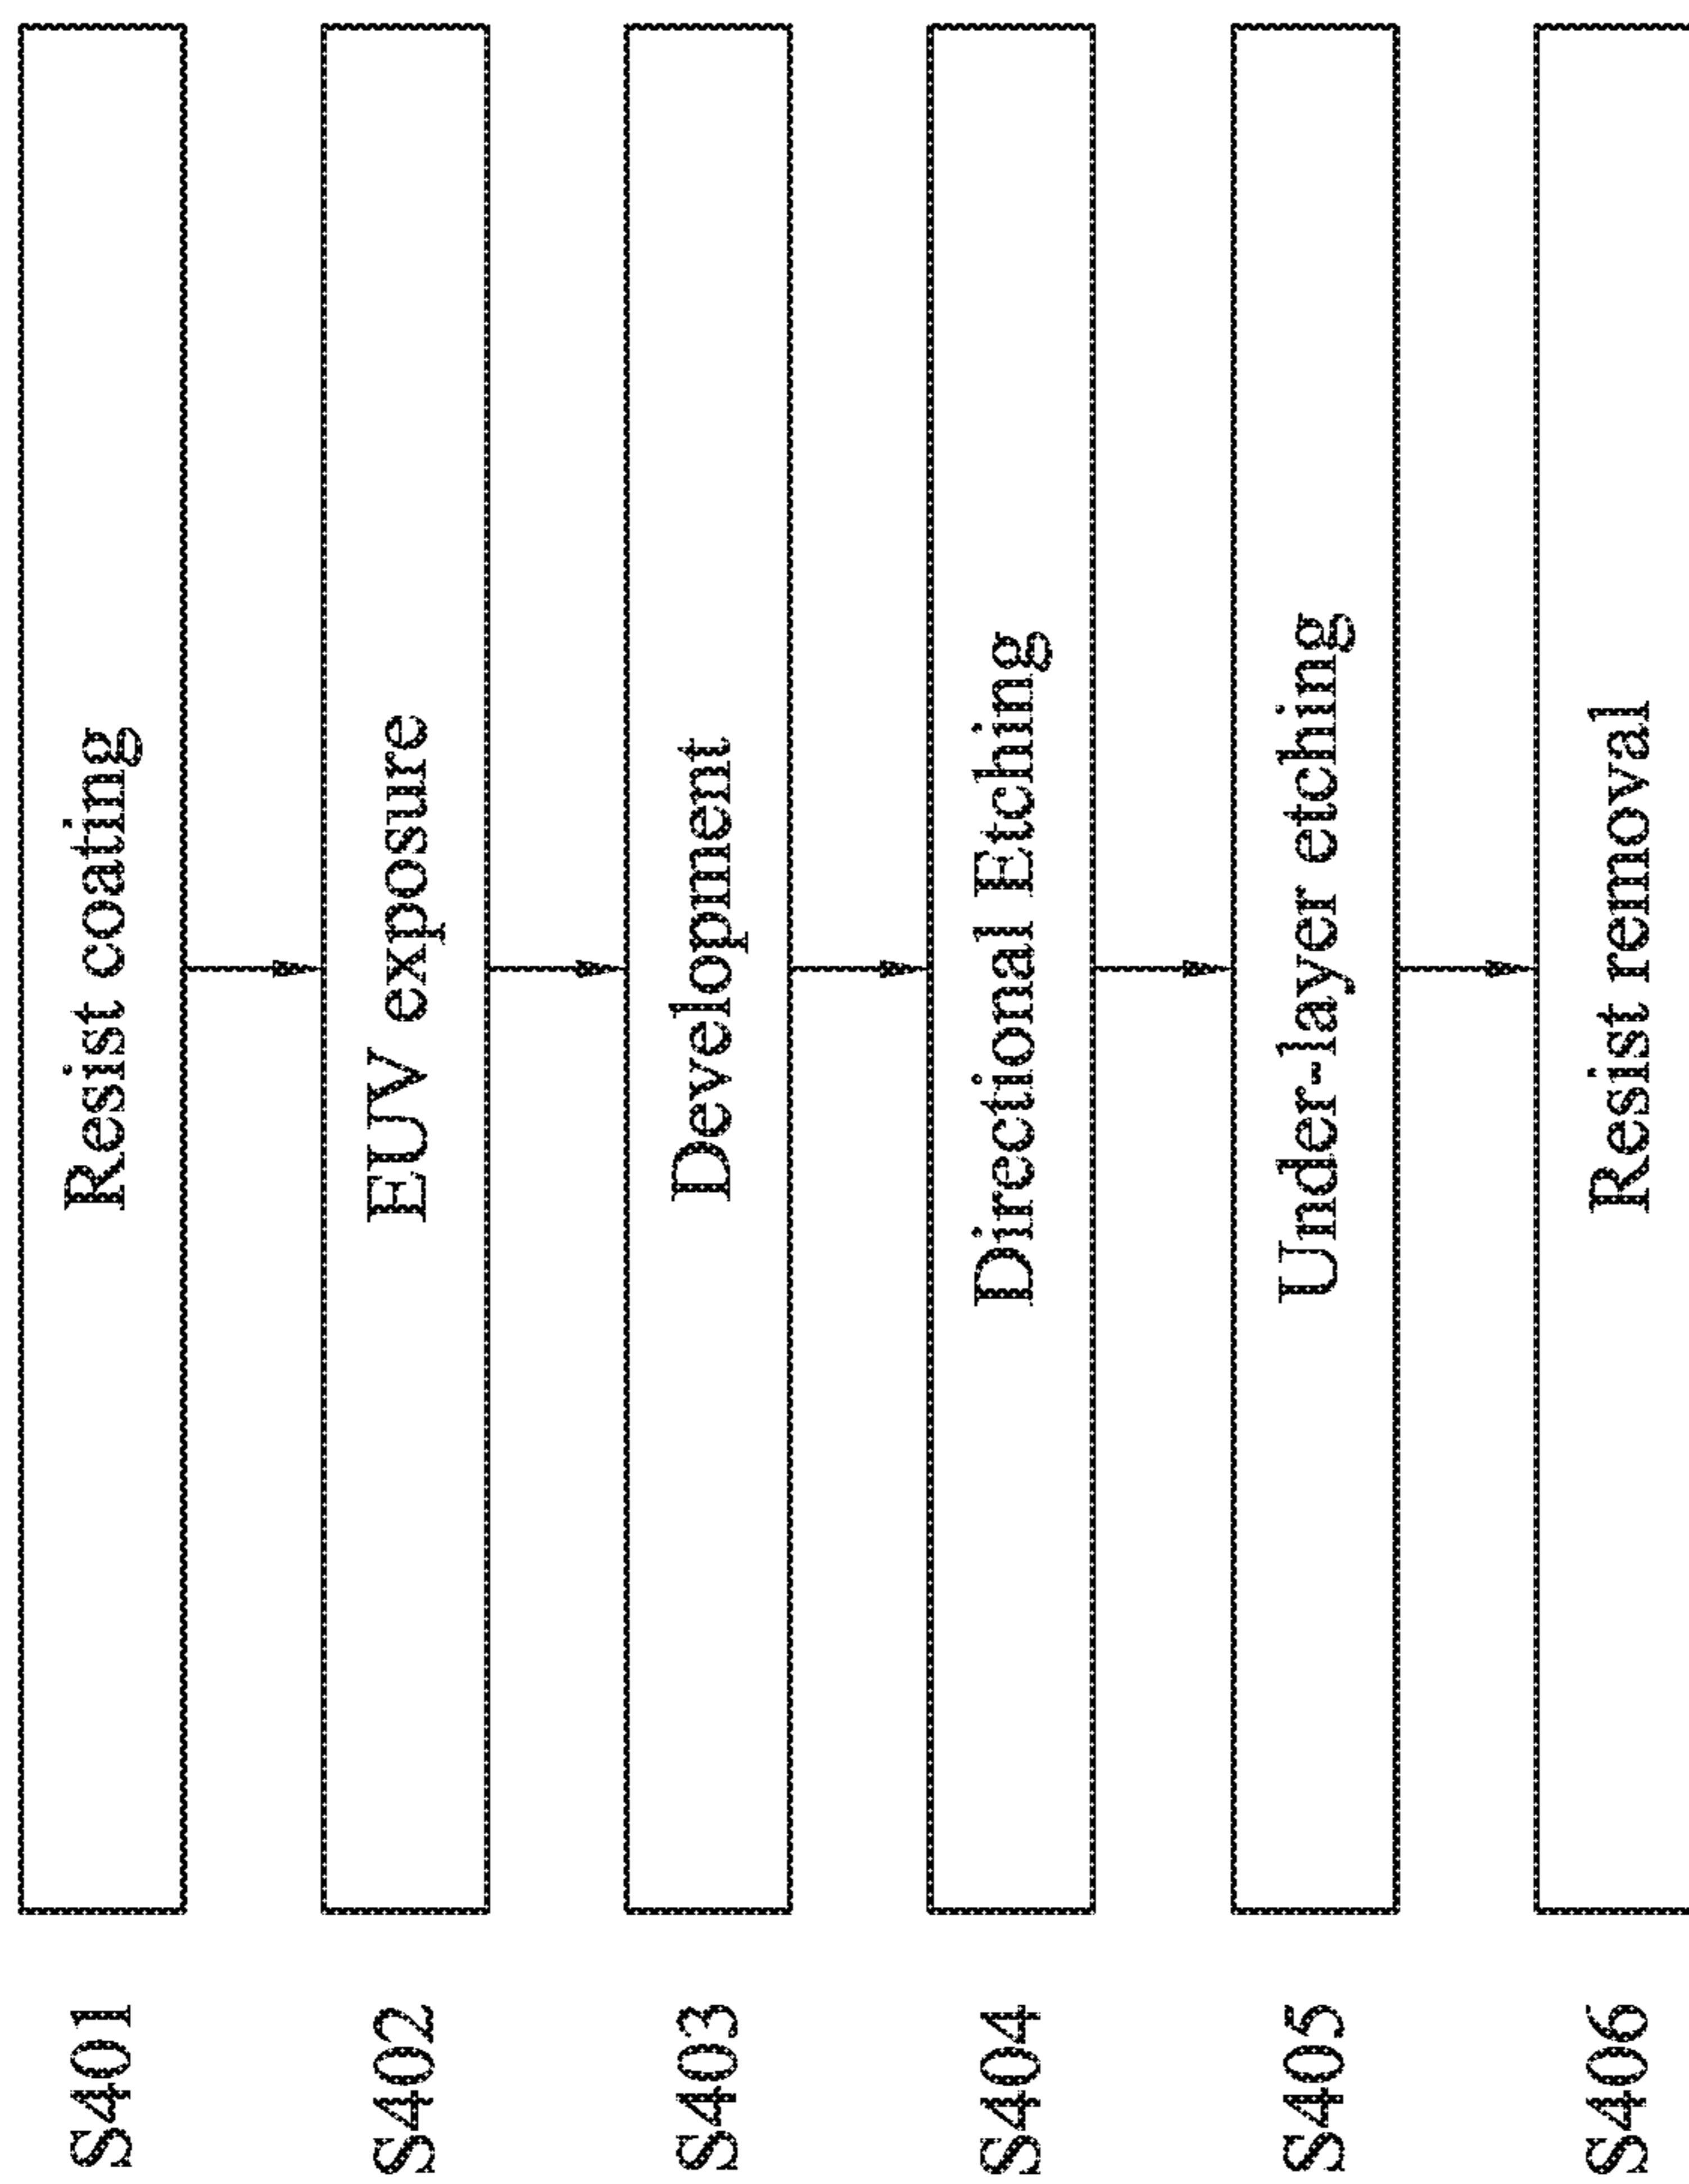 S401 Resist coating
S402 EUV exposure
S403 Development
S404 Directional Etching
S405 Under-layer etching
S406 Resist removal